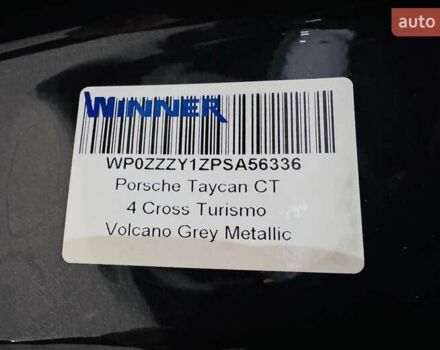 auto
WINNER
WP0ZZZY1ZPSA56336
Porsche Taycan CT
4 Cross Turismo
Volcano Grey Metallic